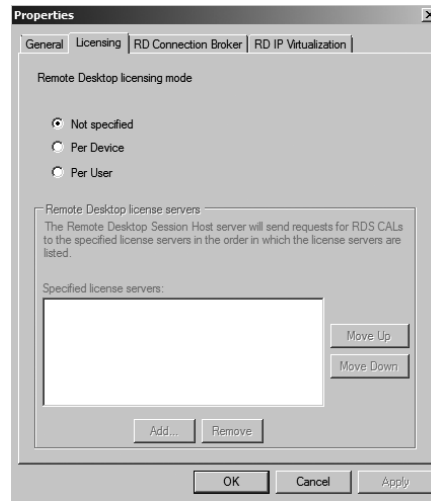 Properties
General Licensing RD Connection Broker RD IP Virtualization
Remote Desktop licensing mode
Not specified
Per Device
Per User
Remote Desktop license servers
The Remote Desktop Session Host server will send requests for RDS CALs
to the specified license servers in the order in which the license servers are
listed.
Specified license servers:
Move Up
Move Down
Add... Remove
OK Cancel Apply